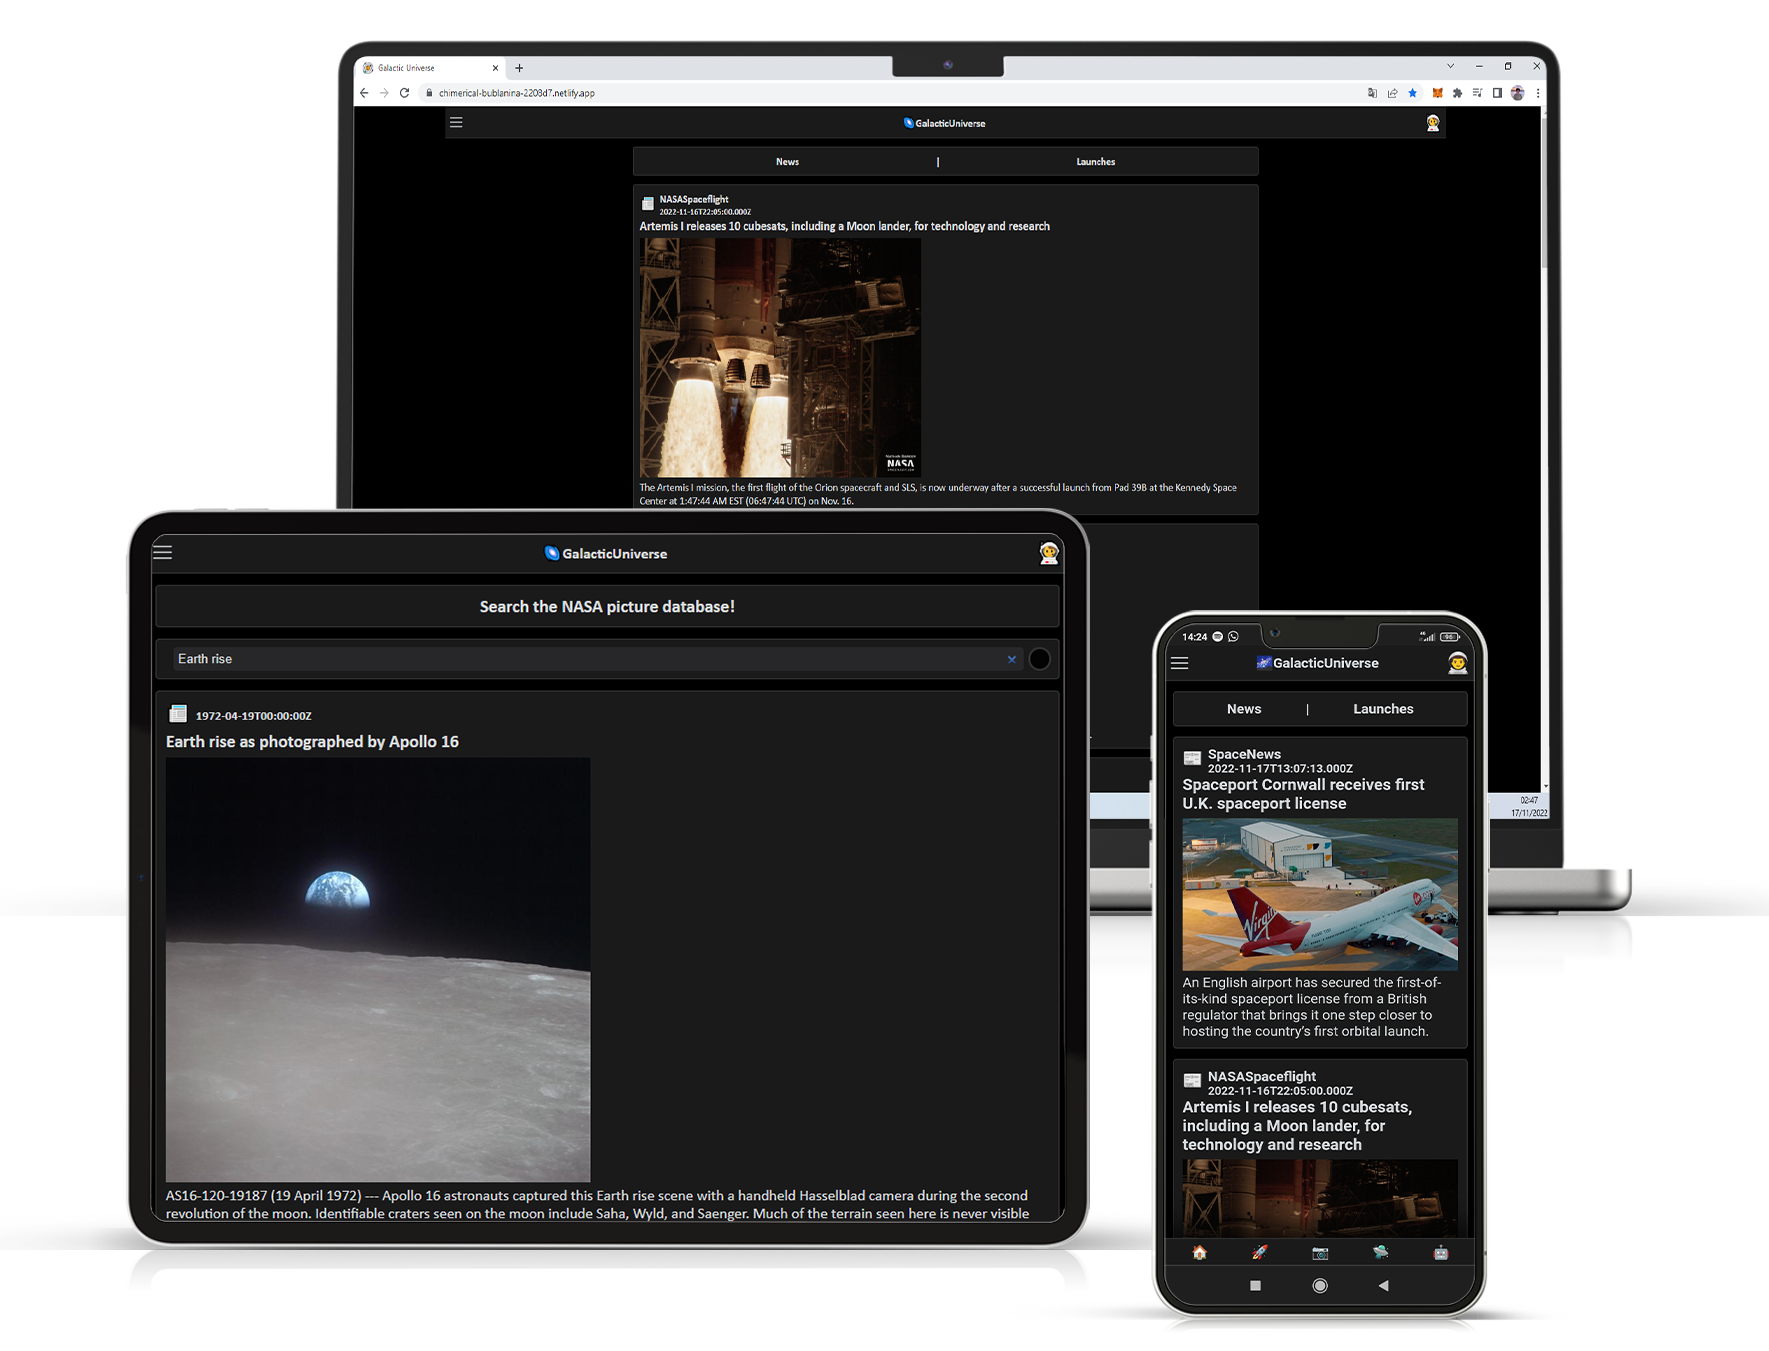 Galactic Universe
chimerical-bublanina-2208d7.netlify.app
GalacticUniverse
News | Launches
NASASpaceflight
2022-11-16T22:05:00.000Z
Artemis I releases 10 cubesats, including a Moon lander, for technology and research
NASA
The Artemis I mission, the first flight of the Orion spacecraft and SLS, is now underway after a successful launch from Pad 39B at the Kennedy Space
Center at 1:47:44 AM EST (06:47:44 UTC) on Nov. 16.
02:47
17/11/2022
GalacticUniverse
Search the NASA picture database!
Earth rise
1972-04-19T00:00:00Z
Earth rise as photographed by Apollo 16
AS16-120-19187 (19 April 1972) --- Apollo 16 astronauts captured this Earth rise scene with a handheld Hasselblad camera during the second
revolution of the moon. Identifiable craters seen on the moon include Saha, Wyld, and Saenger. Much of the terrain seen here is never visible
14:24
96
GalacticUniverse
News | Launches
SpaceNews
2022-11-17T13:07:13.000Z
Spaceport Cornwall receives first
U.K. spaceport license
Virgin
An English airport has secured the first-of-
its-kind spaceport license from a British
regulator that brings it one step closer to
hosting the country's first orbital launch.
NASASpaceflight
2022-11-16T22:05:00.000Z
Artemis I releases 10 cubesats,
including a Moon lander, for
technology and research